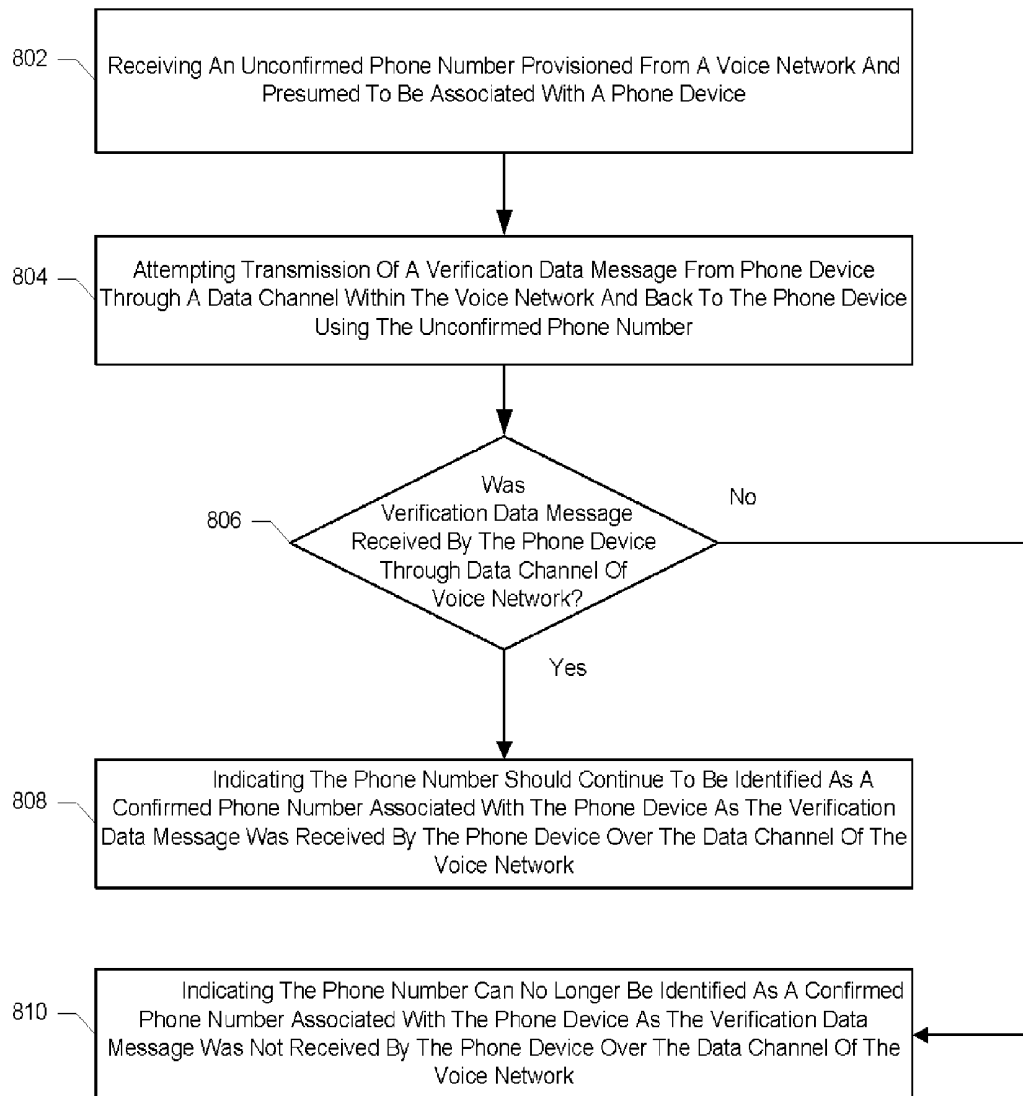 802
Receiving An Unconfirmed Phone Number Provisioned From A Voice Network And
Presumed To Be Associated With A Phone Device
804
Attempting Transmission Of A Verification Data Message From Phone Device
Through A Data Channel Within The Voice Network And Back To The Phone Device
Using The Unconfirmed Phone Number
806
Was
Verification Data Message
Received By The Phone Device
Through Data Channel Of
Voice Network?
No
Yes
808
Indicating The Phone Number Should Continue To Be Identified As A
Confirmed Phone Number Associated With The Phone Device As The Verification
Data Message Was Received By The Phone Device Over The Data Channel Of The
Voice Network
810
Indicating The Phone Number Can No Longer Be Identified As A Confirmed
Phone Number Associated With The Phone Device As The Verification Data
Message Was Not Received By The Phone Device Over The Data Channel Of The
Voice Network